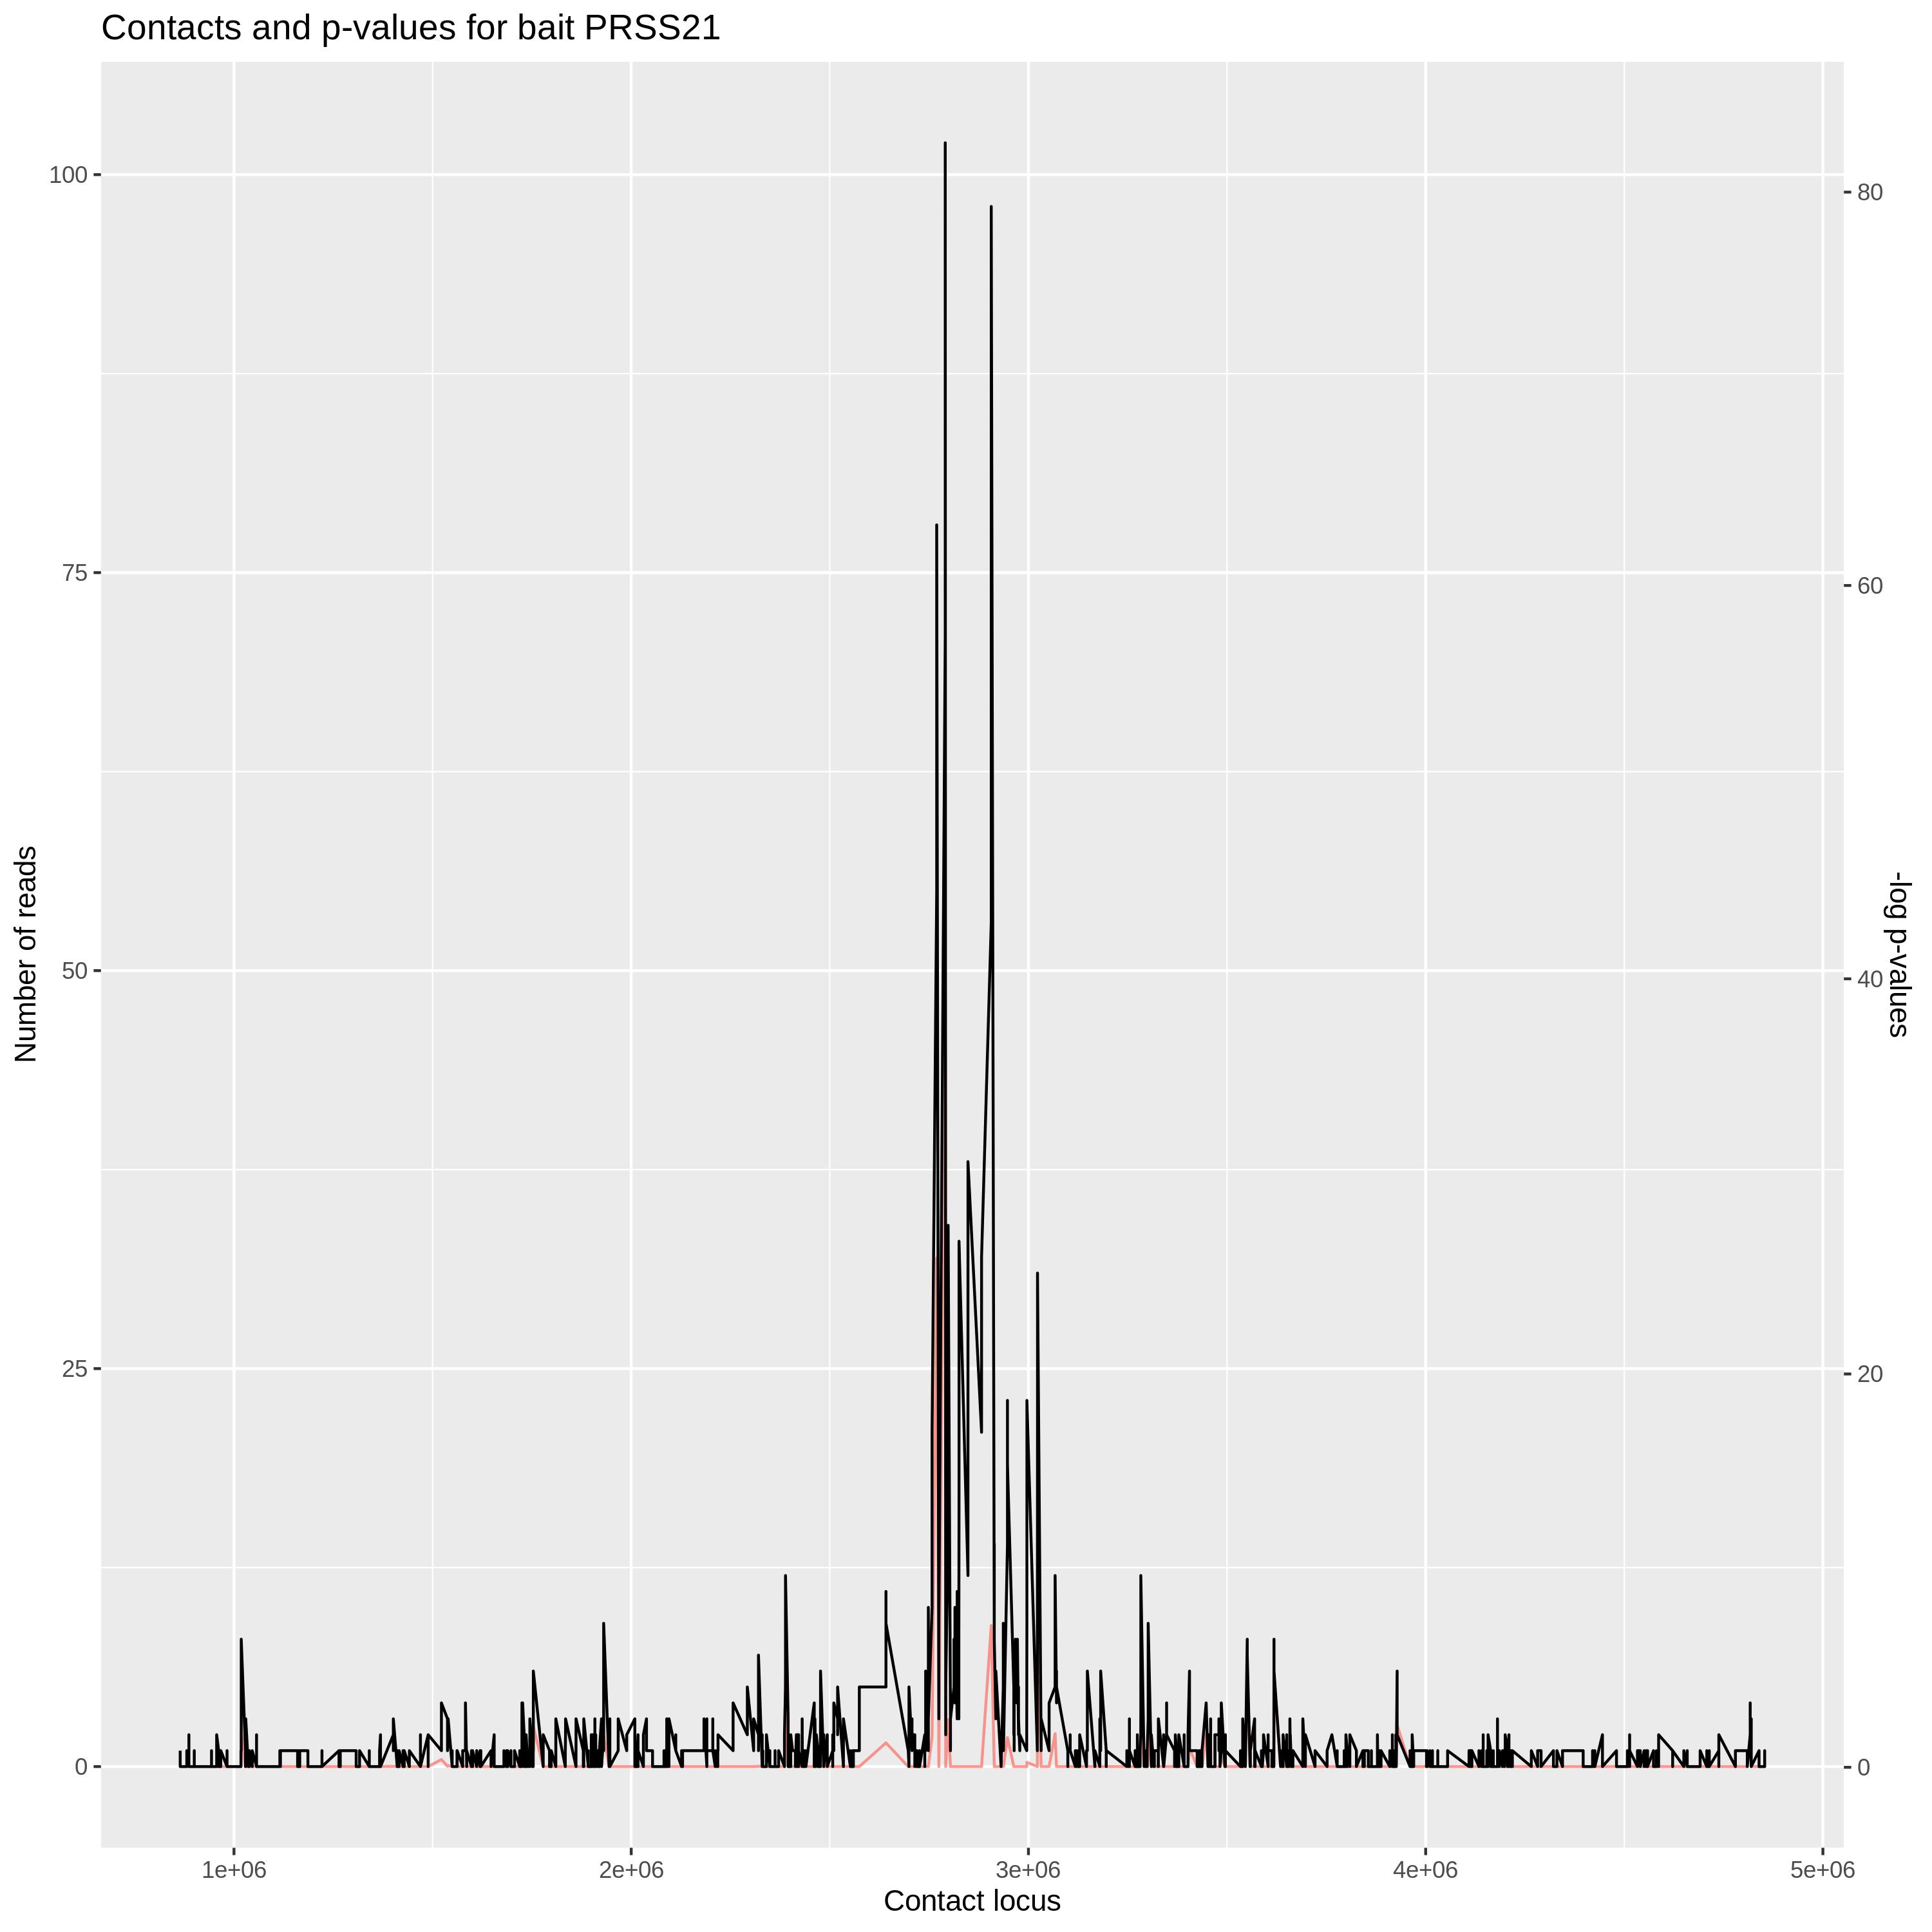 Contacts and p-values for bait PRSS21
Number of reads
100
75
50
25
0
80
60
40
20
0
-log p-values
1e+06
2e+06
3e+06
4e+06
5e+06
Contact locus